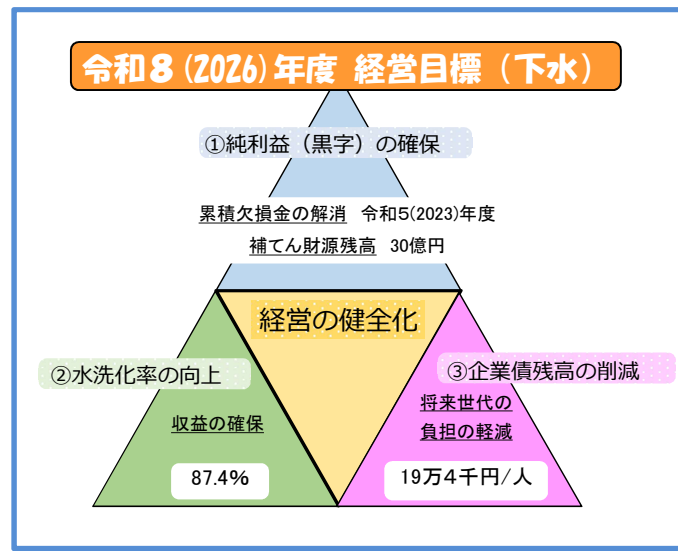 令和８(2026)年度 経営目標（下水）
①純利益（黒字）の確保
累積欠損金の解消 令和５(2023)年度
補てん財源残高 30億円
経営の健全化
②水洗化率の向上
収益の確保
87.4%
③企業債残高の削減
将来世代の
負担の軽減
19万４千円/人